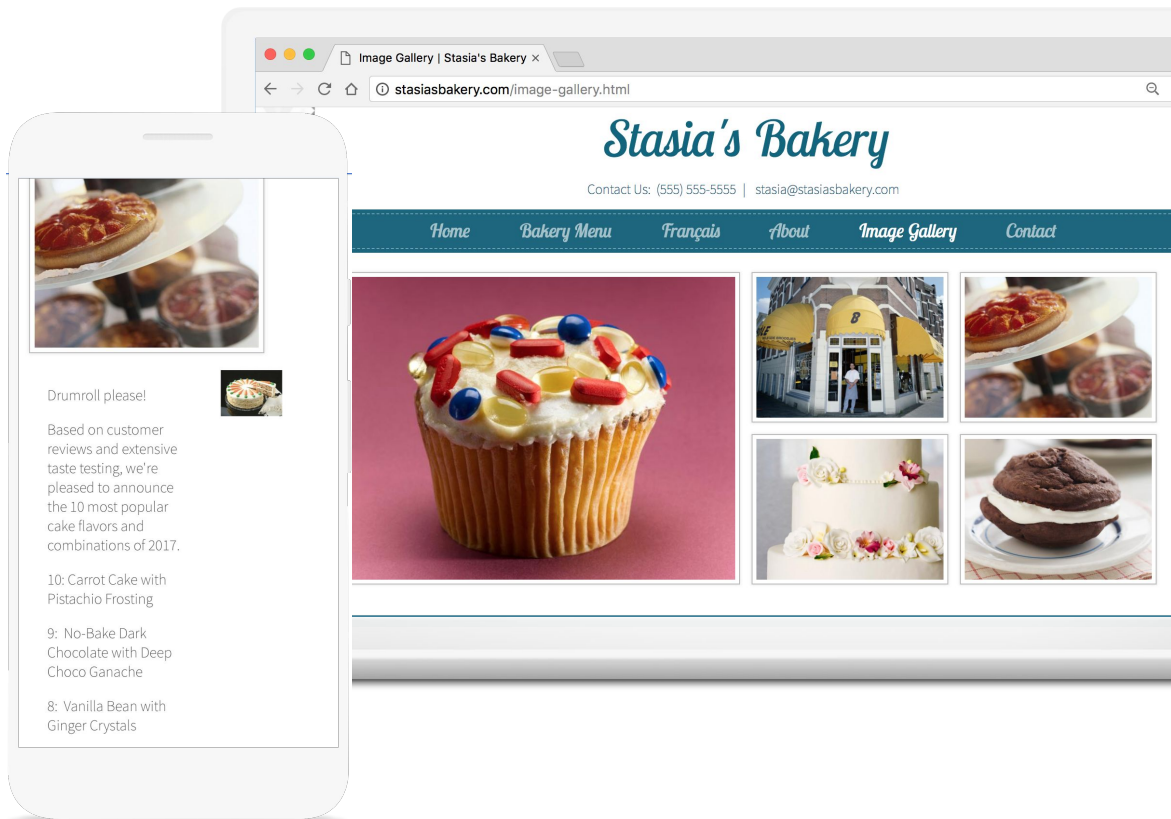 Image Gallery | Stasia's Bakery ×
stasiasbakery.com/image-gallery.html
Stasia's Bakery
Contact Us: (555) 555-5555 | stasia@stasiasbakery.com
Home Bakery Menu Français About Image Gallery Contact
8
Drumroll please!
Based on customer
reviews and extensive
taste testing, we're
pleased to announce
the 10 most popular
cake flavors and
combinations of 2017.
10: Carrot Cake with
Pistachio Frosting
9: No-Bake Dark
Chocolate with Deep
Choco Ganache
8: Vanilla Bean with
Ginger Crystals